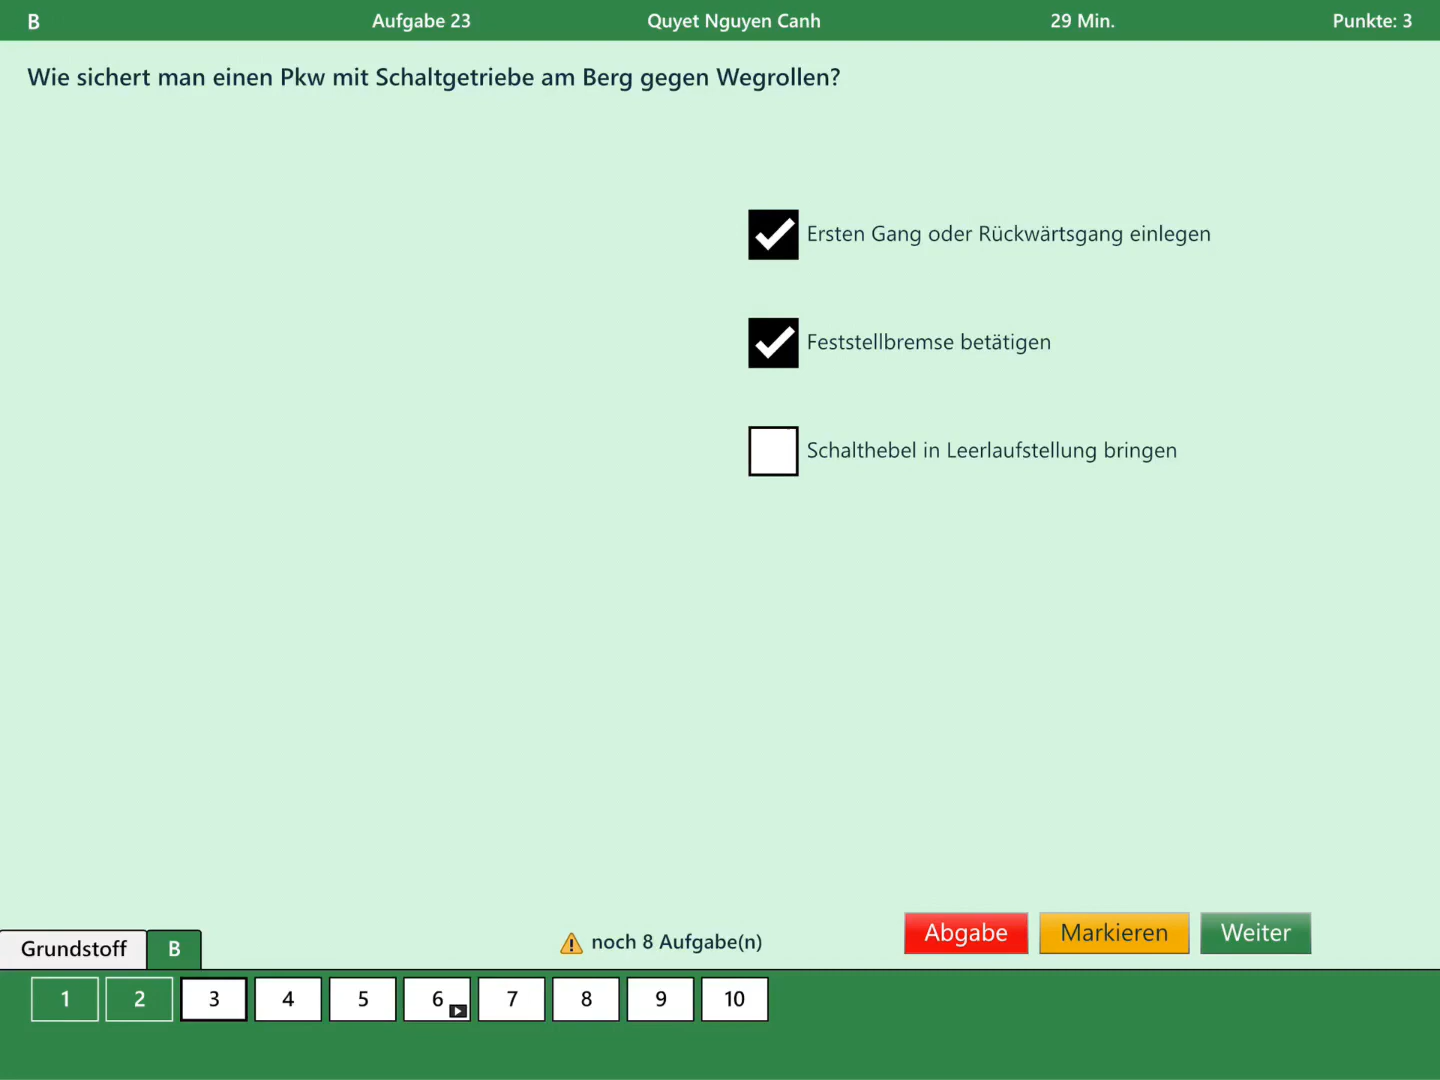 B Aufgabe 23 Quyet Nguyen Canh 29 Min. Punkte: 3
Wie sichert man einen Pkw mit Schaltgetriebe am Berg gegen Wegrollen?
Ersten Gang oder Rückwärtsgang einlegen
Feststellbremse betätigen
Schalthebel in Leerlaufstellung bringen
Grundstoff B noch 8 Aufgabe(n) Abgabe Markieren Weiter
1 2 3 4 5 6 7 8 9 10